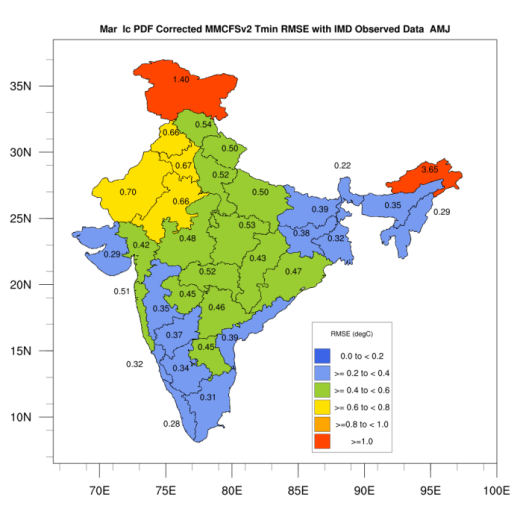 Mar Ic PDF Corrected MMCFSv2 Tmin RMSE with IMD Observed Data AMJ
35N
1.40
0.54
0.66
30N
0.50
0.67
0.22
3.65
0.52
0.70
0.50
0.66
0.39
0.35
0.29
25N
0.53
0.38
0.32
0.42
0.48
0.29
0.43
0.52
0.47
20N
0.51
0.45
0.35
0.46
0.37
0.39
15N
0.45
0.32
0.34
0.31
10N
0.28
RMSE (degC)
0.0 to < 0.2
>= 0.2 to < 0.4
>= 0.4 to < 0.6
>= 0.6 to < 0.8
>=0.8 to < 1.0
>=1.0
70E 75E 80E 85E 90E 95E 100E